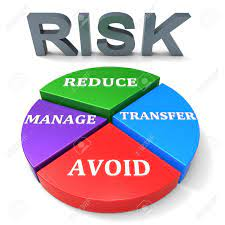 RISK
REDUCE
MANAGE
TRANSFER
AVOID